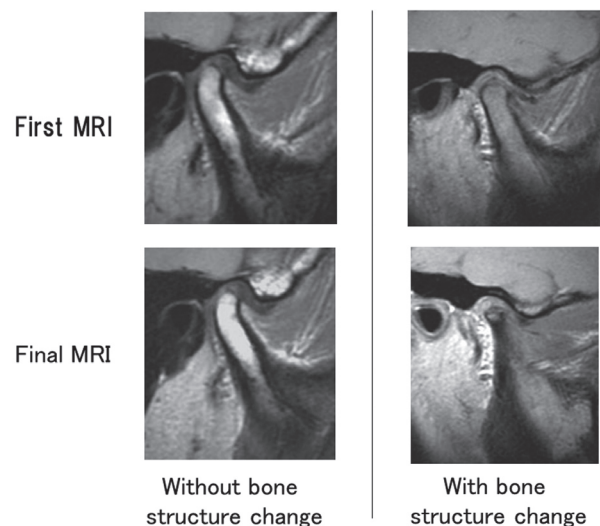 First MRI
Final MRI
Without bone
structure change
With bone
structure change